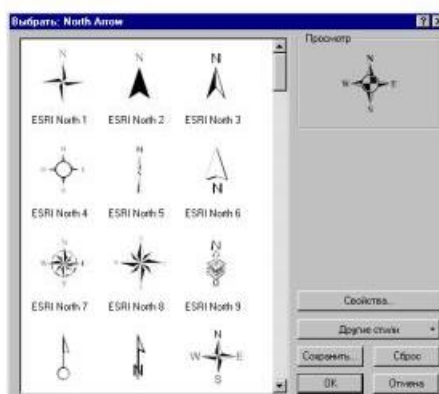 Выбрать: North Arrow
Просмотр
N
W E
S
N N N
ESRI North 1 ESRI North 2 ESRI North 3
N
N
ESRI North 4 ESRI North 5 ESRI North 6
N N
ESRI North 7 ESRI North 8 ESRI North 9
N
N
W E
S
Свойства...
Другие стили
Сохранить... Сброс
OK Отмена